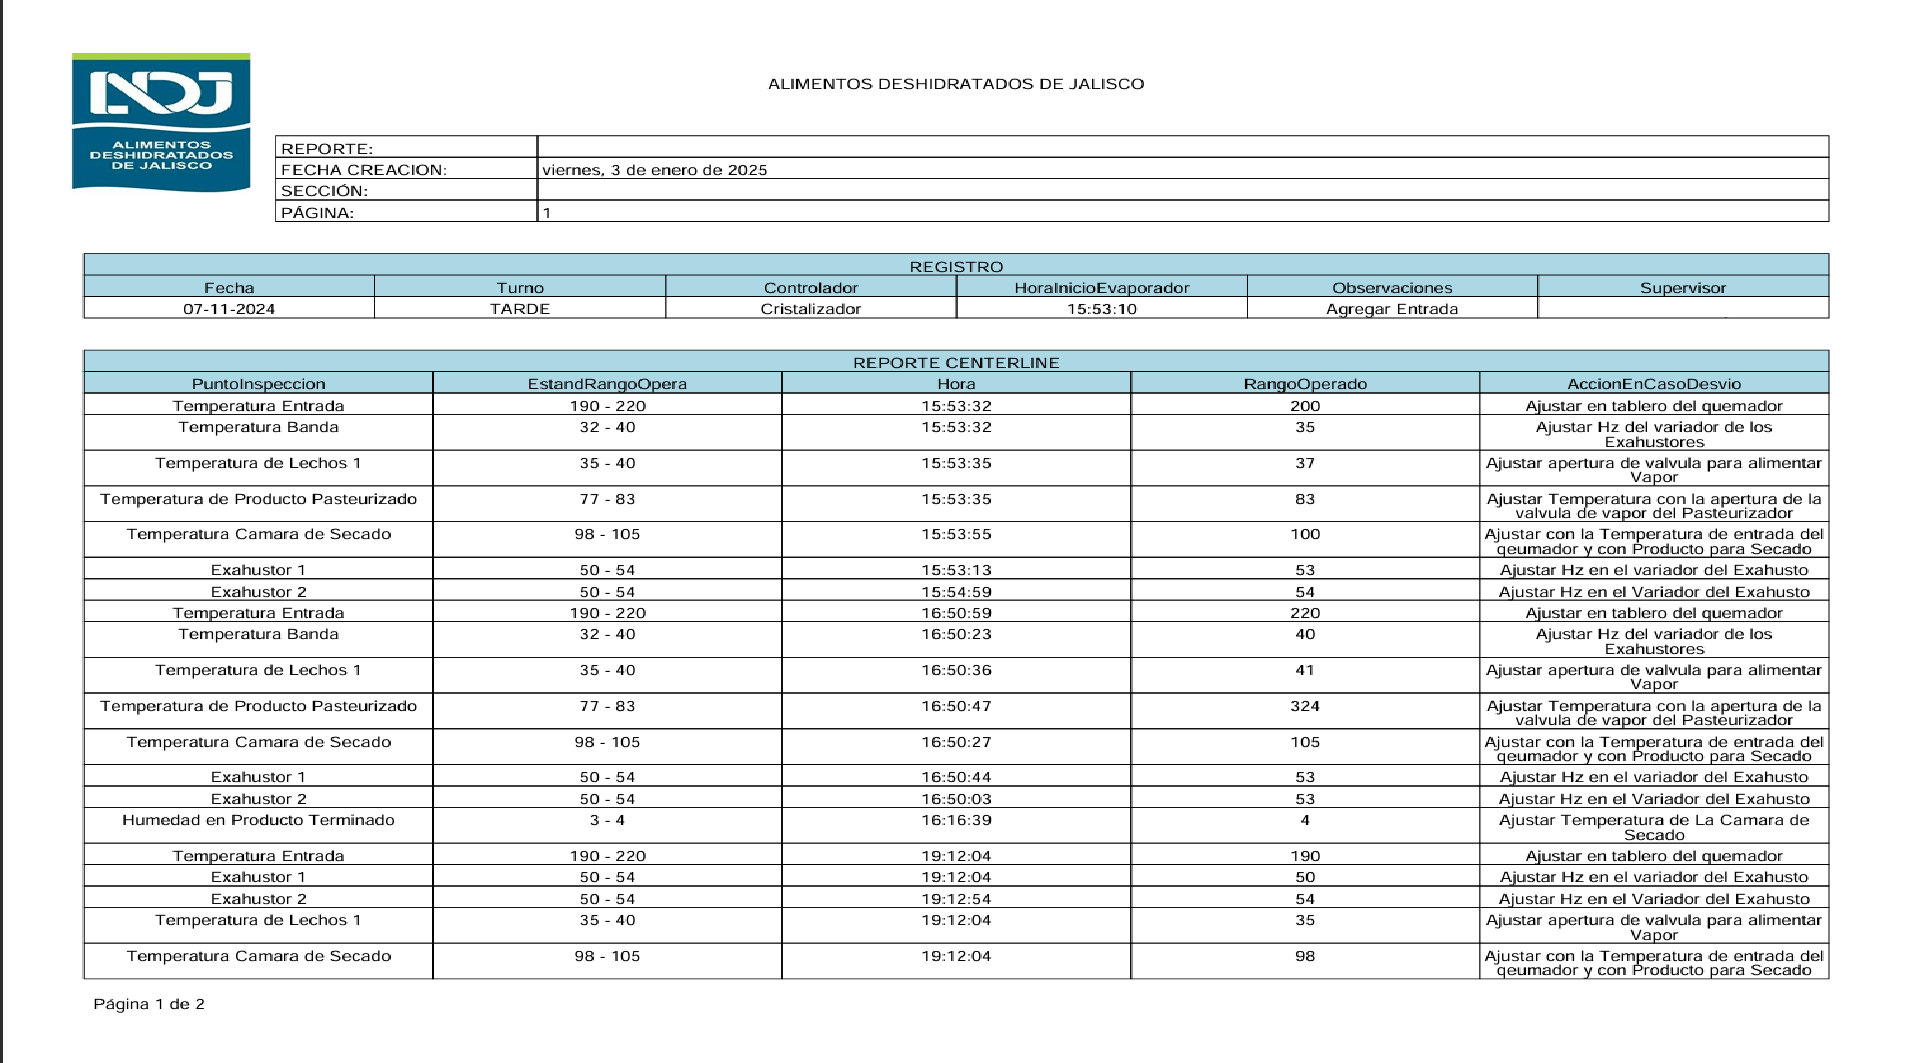 ADJ
ALIMENTOS
DESHIDRATADOS
DE JALISCO
ALIMENTOS DESHIDRATADOS DE JALISCO
REPORTE:
FECHA CREACION: viernes, 3 de enero de 2025
SECCIÓN:
PÁGINA: 1
REGISTRO
Fecha Turno Controlador HoraInicioEvaporador Observaciones Supervisor
07-11-2024 TARDE Cristalizador 15:53:10 Agregar Entrada
REPORTE CENTERLINE
PuntoInspeccion EstandRangoOpera Hora RangoOperado AccionEnCasoDesvio
Temperatura Entrada 190 - 220 15:53:32 200 Ajustar en tablero del quemador
Temperatura Banda 32 - 40 15:53:32 35 Ajustar Hz del variador de los
Exahustores
Temperatura de Lechos 1 35 - 40 15:53:35 37 Ajustar apertura de valvula para alimentar
Vapor
Temperatura de Producto Pasteurizado 77 - 83 15:53:35 83 Ajustar Temperatura con la apertura de la
valvula de vapor del Pasteurizador
Temperatura Camara de Secado 98 - 105 15:53:55 100 Ajustar con la Temperatura de entrada del
qeumador y con Producto para Secado
Exahustor 1 50 - 54 15:53:13 53 Ajustar Hz en el variador del Exahusto
Exahustor 2 50 - 54 15:54:59 54 Ajustar Hz en el Variador del Exahusto
Temperatura Entrada 190 - 220 16:50:59 220 Ajustar en tablero del quemador
Temperatura Banda 32 - 40 16:50:23 40 Ajustar Hz del variador de los
Exahustores
Temperatura de Lechos 1 35 - 40 16:50:36 41 Ajustar apertura de valvula para alimentar
Vapor
Temperatura de Producto Pasteurizado 77 - 83 16:50:47 324 Ajustar Temperatura con la apertura de la
valvula de vapor del Pasteurizador
Temperatura Camara de Secado 98 - 105 16:50:27 105 Ajustar con la Temperatura de entrada del
qeumador y con Producto para Secado
Exahustor 1 50 - 54 16:50:44 53 Ajustar Hz en el variador del Exahusto
Exahustor 2 50 - 54 16:50:03 53 Ajustar Hz en el Variador del Exahusto
Humedad en Producto Terminado 3 - 4 16:16:39 4 Ajustar Temperatura de La Camara de
Secado
Temperatura Entrada 190 - 220 19:12:04 190 Ajustar en tablero del quemador
Exahustor 1 50 - 54 19:12:04 50 Ajustar Hz en el variador del Exahusto
Exahustor 2 50 - 54 19:12:54 54 Ajustar Hz en el Variador del Exahusto
Temperatura de Lechos 1 35 - 40 19:12:04 35 Ajustar apertura de valvula para alimentar
Vapor
Temperatura Camara de Secado 98 - 105 19:12:04 98 Ajustar con la Temperatura de entrada del
qeumador y con Producto para Secado
Página 1 de 2